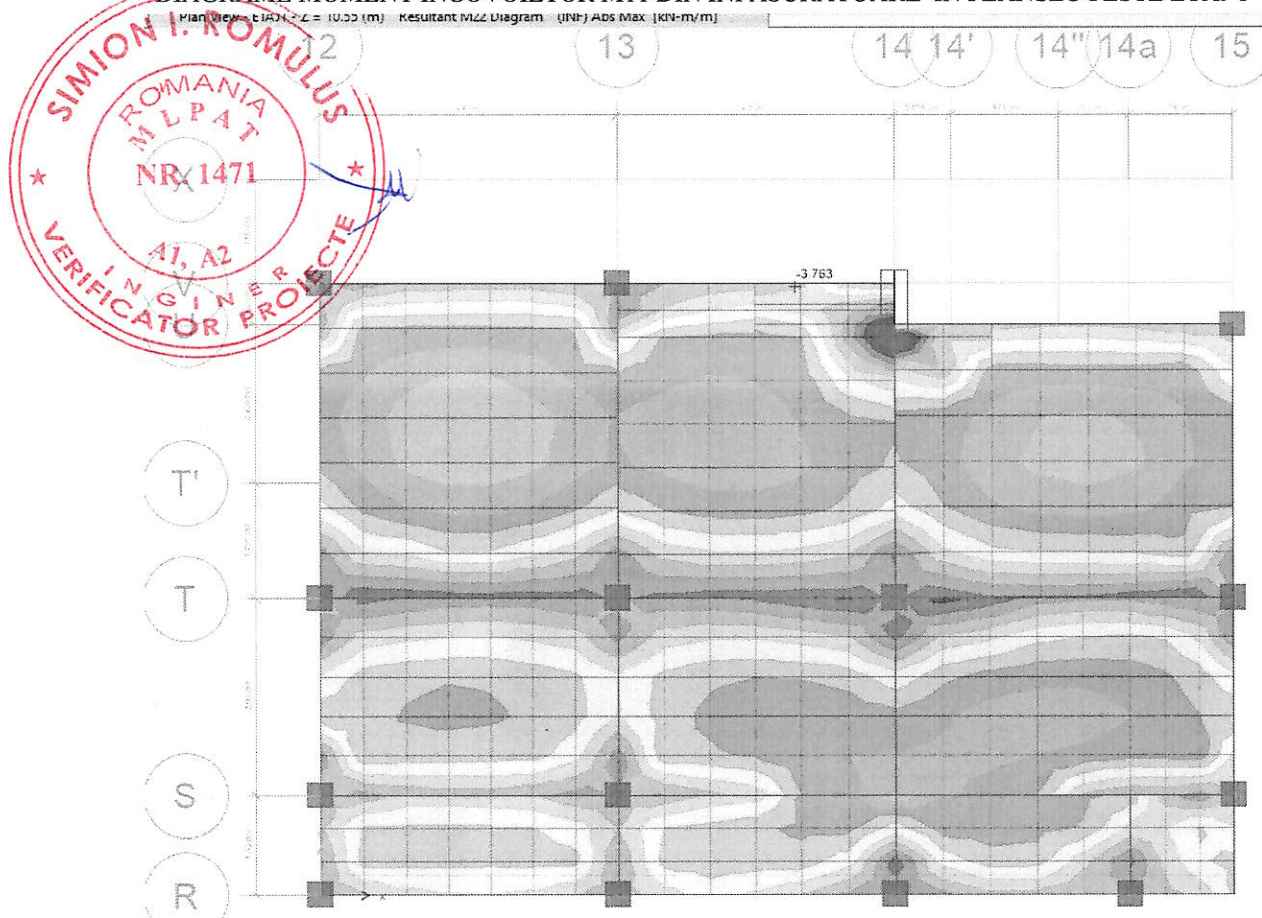 Plan View - ETAJ 1 - Z = 10.55 (m) Resultant M22 Diagram (INF) Abs Max [kN-m/m]
12 13 14 14' 14" 14a 15
SIMION I. ROMULUS
ROMANIA
MLPAT
NR. 1471
A1, A2
INGINER
VERIFICATOR PROIECTE
X
V
U
-3.763
T'
T
S
R
x